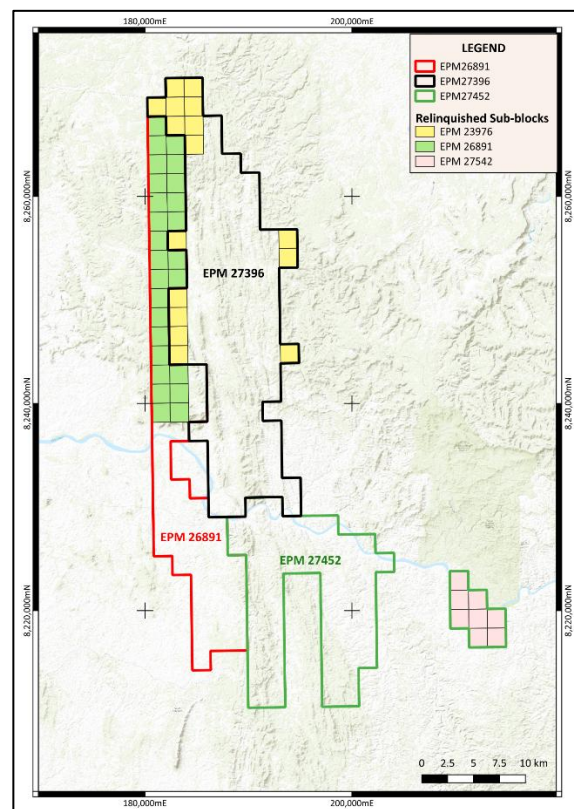 180,000mE
200,000mE
LEGEND
EPM26891
EPM27396
EPM27452
Relinquished Sub-blocks
EPM 23976
EPM 26891
EPM 27542
8,260,000mN
8,260,000mN
EPM 27396
8,240,000mN
8,240,000mN
EPM 26891
EPM 27452
8,220,000mN
8,220,000mN
0 2.5 5 7.5 10 km
180,000mE
200,000mE